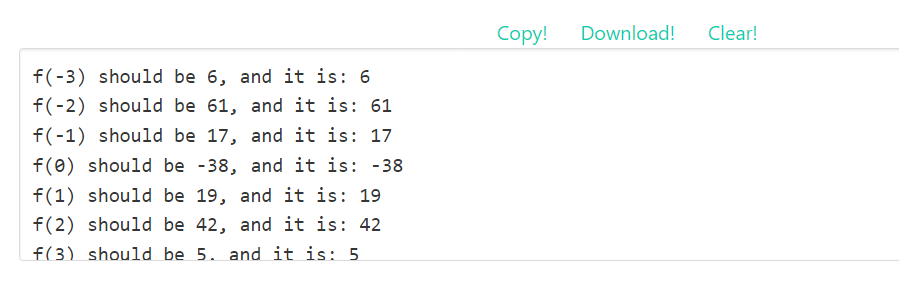 Copy! Download! Clear!
f(-3) should be 6, and it is: 6
f(-2) should be 61, and it is: 61
f(-1) should be 17, and it is: 17
f(0) should be -38, and it is: -38
f(1) should be 19, and it is: 19
f(2) should be 42, and it is: 42
f(3) should be 5, and it is: 5